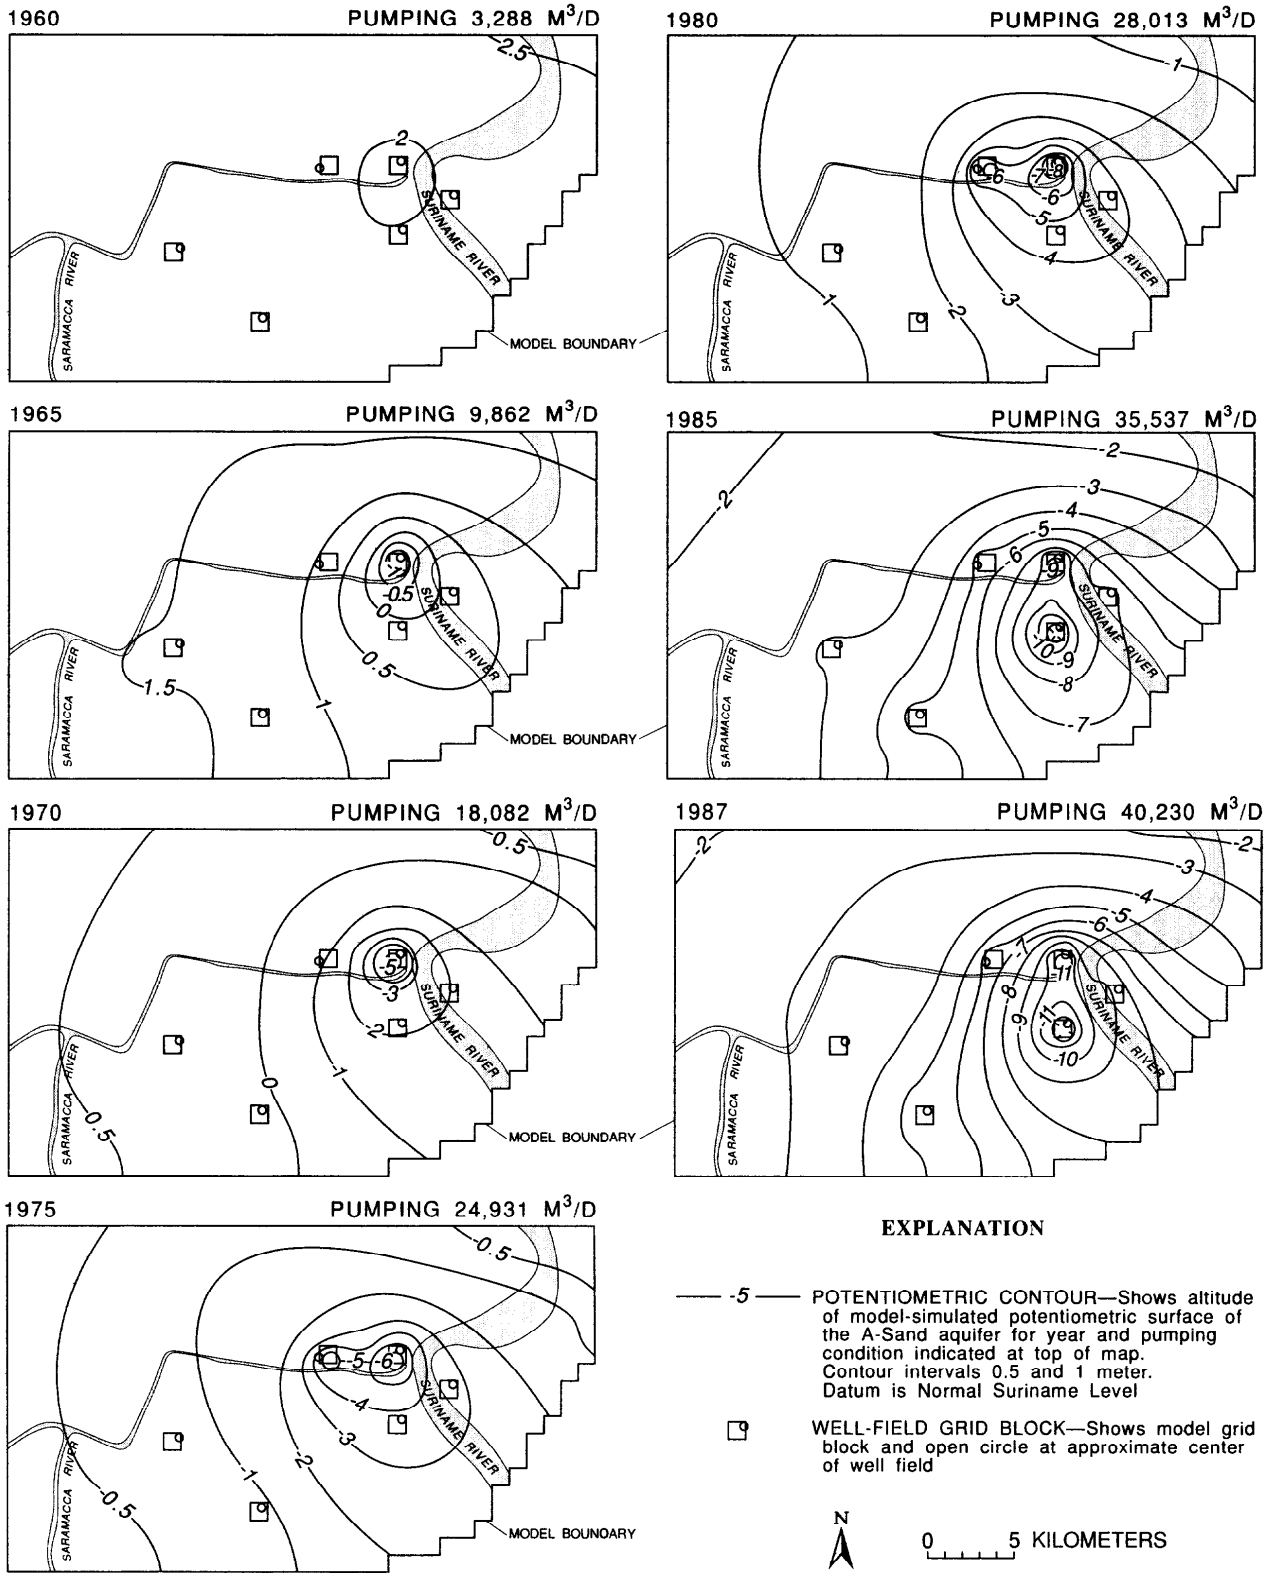 1960 PUMPING 3,288 M³/D
2.5
2
SURINAME RIVER
SARAMACCA RIVER
MODEL BOUNDARY
1980 PUMPING 28,013 M³/D
-1
-6
-7
-8
-6
-5
-4
-3
-2
1
SURINAME RIVER
SARAMACCA RIVER
1965 PUMPING 9,862 M³/D
-1
-0.5
0
0.5
1
1.5
SURINAME RIVER
SARAMACCA RIVER
MODEL BOUNDARY
1985 PUMPING 35,537 M³/D
-2
-2
-3
-4
-5
-6
-9
-10
-9
-8
-7
SURINAME RIVER
SARAMACCA RIVER
1970 PUMPING 18,082 M³/D
-0.5
-5
-3
-2
-1
0
0.5
SURINAME RIVER
SARAMACCA RIVER
MODEL BOUNDARY
1987 PUMPING 40,230 M³/D
-2
-2
-3
-4
-5
-6
-7
-8
-9
-11
-11
-10
SURINAME RIVER
SARAMACCA RIVER
1975 PUMPING 24,931 M³/D
-0.5
-5
-6
-4
-3
-2
-1
-0.5
SURINAME RIVER
SARAMACCA RIVER
MODEL BOUNDARY
EXPLANATION
-5 POTENTIOMETRIC CONTOUR—Shows altitude
of model-simulated potentiometric surface of
the A-Sand aquifer for year and pumping
condition indicated at top of map.
Contour intervals 0.5 and 1 meter.
Datum is Normal Suriname Level
WELL-FIELD GRID BLOCK—Shows model grid
block and open circle at approximate center
of well field
N
0 5 KILOMETERS